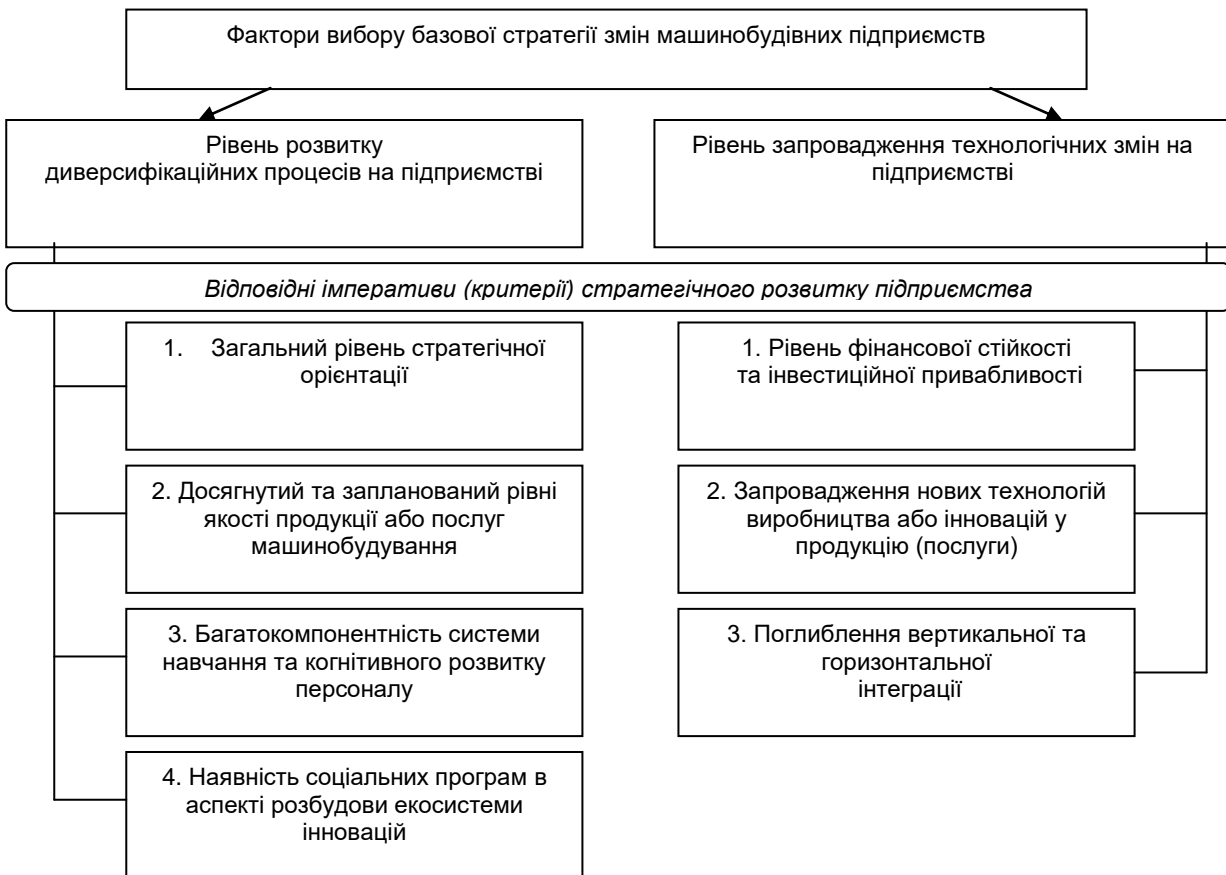 Фактори вибору базової стратегії змін машинобудівних підприємств
Рівень розвитку
диверсифікаційних процесів на підприємстві
Рівень запровадження технологічних змін на
підприємстві
Відповідні імперативи (критерії) стратегічного розвитку підприємства
1. Загальний рівень стратегічної
орієнтації
2. Досягнутий та запланований рівні
якості продукції або послуг
машинобудування
3. Багатокомпонентність системи
навчання та когнітивного розвитку
персоналу
4. Наявність соціальних програм в
аспекті розбудови екосистеми
інновацій
1. Рівень фінансової стійкості
та інвестиційної привабливості
2. Запровадження нових технологій
виробництва або інновацій у
продукцію (послуги)
3. Поглиблення вертикальної та
горизонтальної
інтеграції